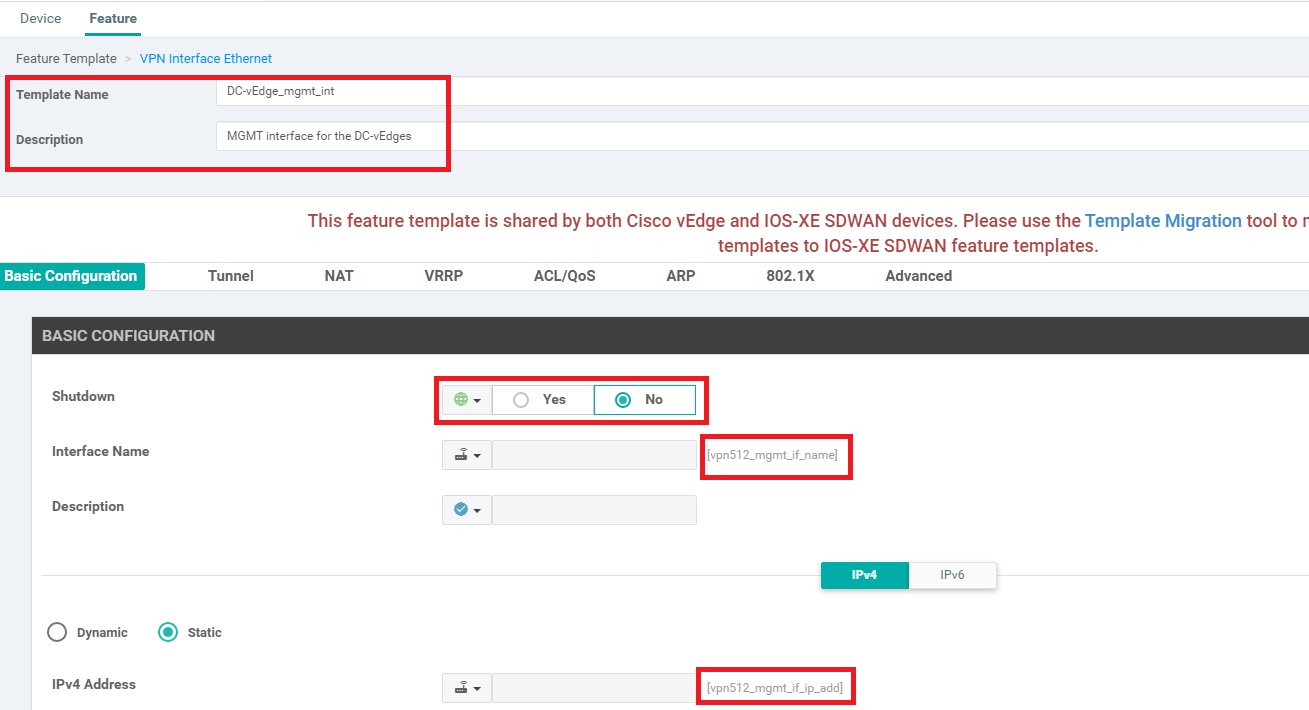 Device Feature
Feature Template > VPN Interface Ethernet
Template Name DC-vEdge_mgmt_int
Description MGMT interface for the DC-vEdges
This feature template is shared by both Cisco vEdge and IOS-XE SDWAN devices. Please use the Template Migration tool to
templates to IOS-XE SDWAN feature templates.
Basic Configuration Tunnel NAT VRRP ACL/QoS ARP 802.1X Advanced
BASIC CONFIGURATION
Shutdown Yes No
Interface Name [vpn512_mgmt_if_name]
Description
IPv4 IPv6
Dynamic Static
IPv4 Address [vpn512_mgmt_if_ip_add]